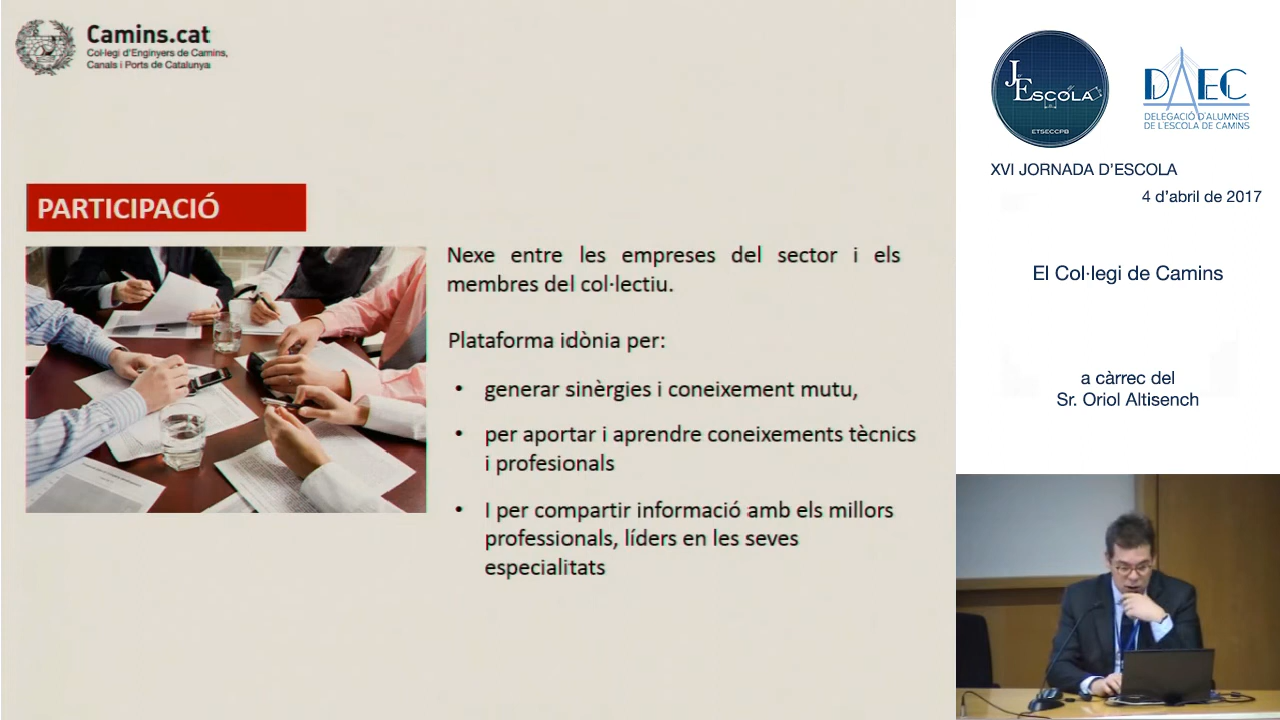 Camins.cat
Col·legi d'Enginyers de Camins,
Canals i Ports de Catalunya
PARTICIPACIÓ
Nexe entre les empreses del sector i els
membres del col·lectiu.
Plataforma idònia per:
• generar sinèrgies i coneixement mutu,
• per aportar i aprendre coneixements tècnics
i profesionals
• I per compartir informació amb els millors
professionals, líders en les seves
especialitats
J Escola
ETSECCPB
DAEC
DELEGACIÓ D'ALUMNES
DE L'ESCOLA DE CAMINS
XVI JORNADA D'ESCOLA
4 d'abril de 2017
El Col·legi de Camins
a càrrec del
Sr. Oriol Altisench